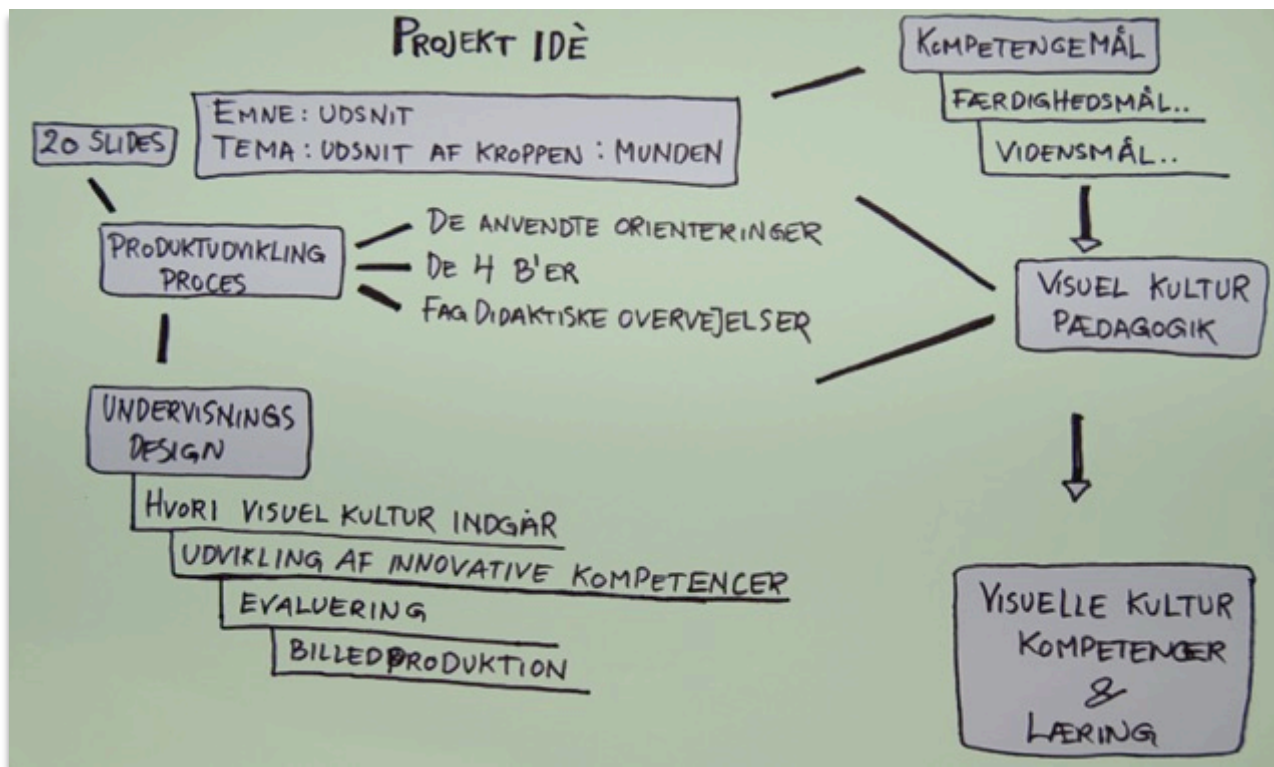 PROJEKT IDÈ
EMNE: UDSNIT
TEMA: UDSNIT AF KROPPEN: MUNDEN
20 SLIDES
PRODUKTUDVIKLING
PROCES
DE ANVENDTE ORIENTERINGER
DE 4 B'ER
FAGDIDAKTISKE OVERVEJELSER
UNDERVISNINGS
DESIGN
HVORI VISUEL KULTUR INDGÅR
UDVIKLING AF INNOVATIVE KOMPETENCER
EVALUERING
BILLEDPRODUKTION
KOMPETENCEMÅL
FÆRDIGHEDSMÅL..
VIDENSMÅL..
VISUEL KULTUR
PÆDAGOGIK
VISUELLE KULTUR
KOMPETENCER
&
LÆRING